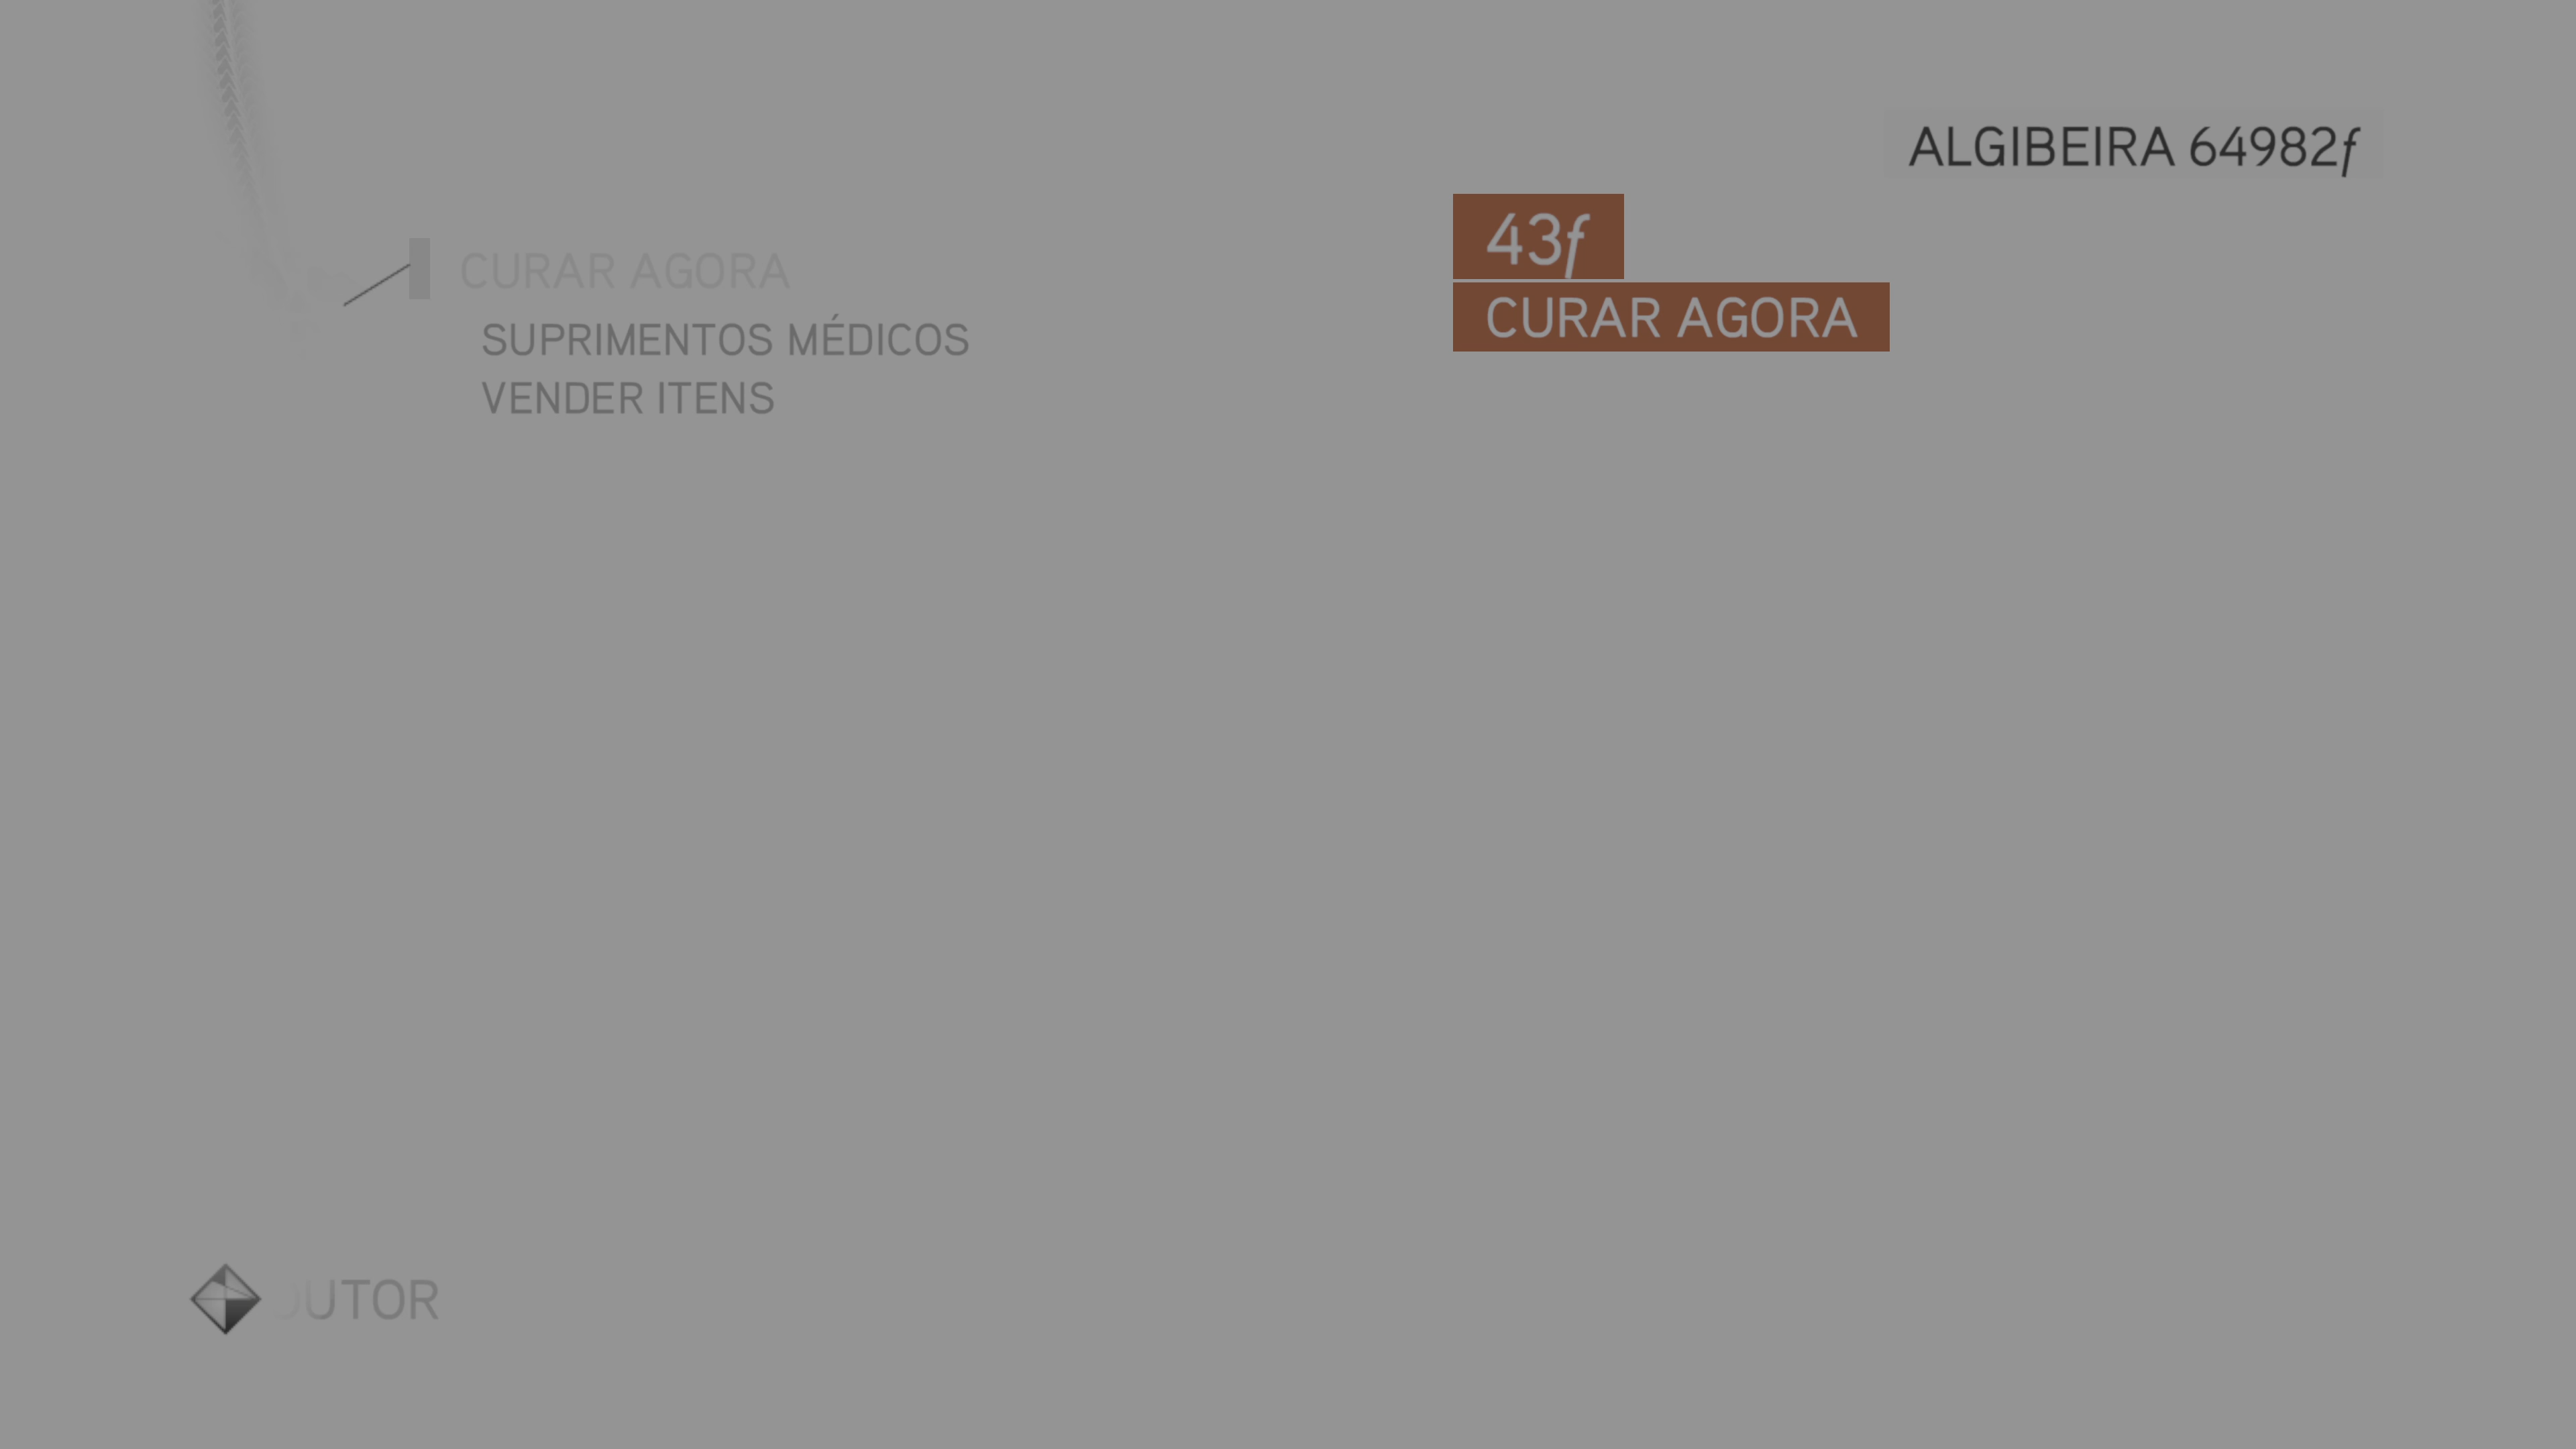 ALGIBEIRA 64982ƒ
43ƒ
CURAR AGORA
CURAR AGORA
SUPRIMENTOS MÉDICOS
VENDER ITENS